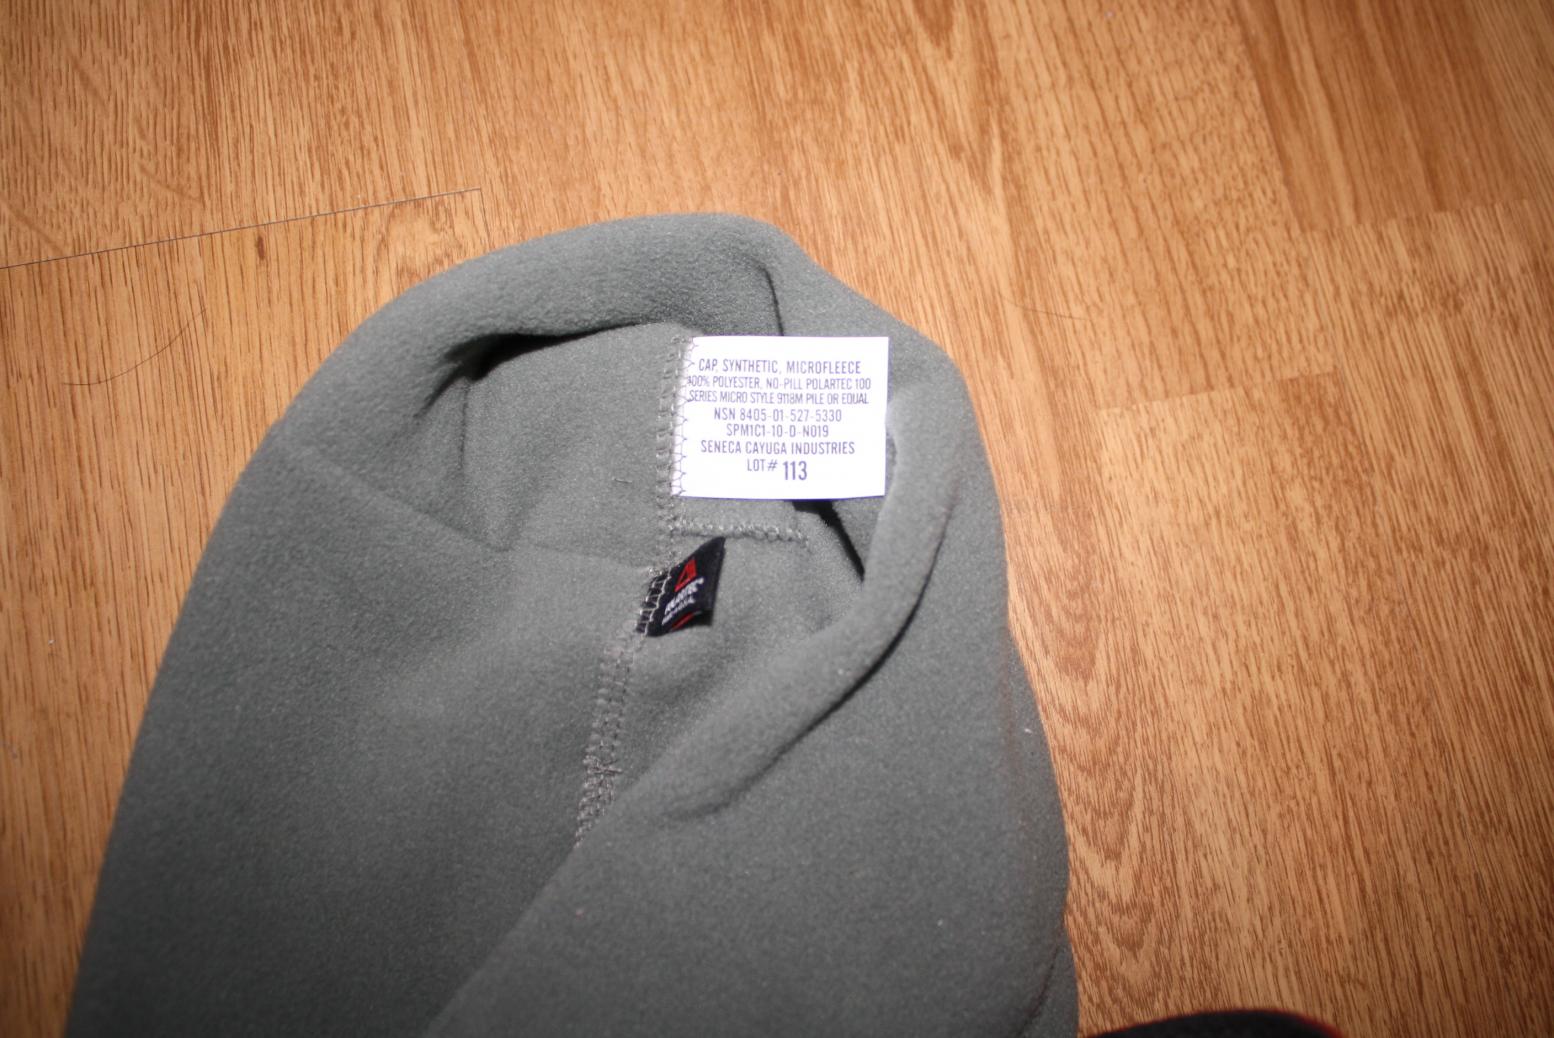 CAP, SYNTHETIC, MICROFLEECE
100% POLYESTER, NO-PILL POLARTEC 100
SERIES MICRO STYLE 9118M PILE OR EQUAL
NSN 8405-01-527-5330
SPM1C1-10-D-N019
SENECA CAYUGA INDUSTRIES
LOT# 113